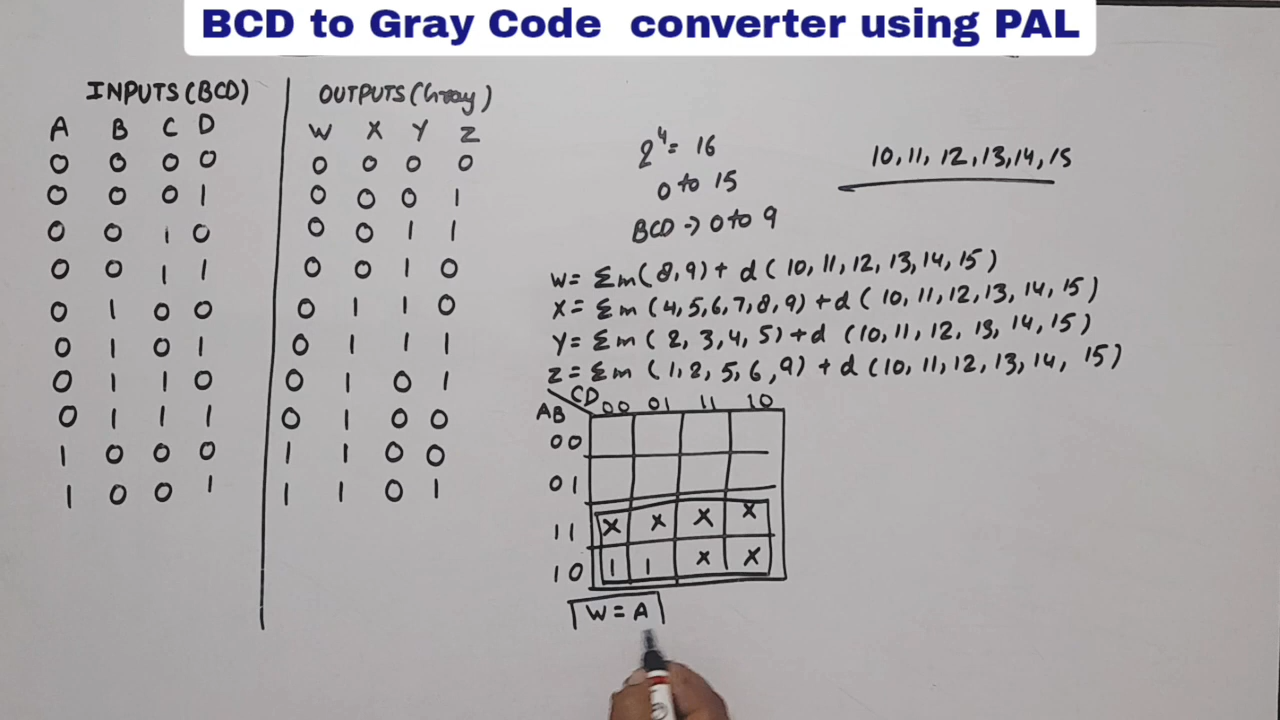 BCD to Gray Code converter using PAL
INPUTS (BCD) OUTPUTS (Gray)
A B C D W X Y Z
0 0 0 0 0 0 0 0
0 0 0 1 0 0 0 1
0 0 1 0 0 0 1 1
0 0 1 1 0 0 1 0
0 1 0 0 0 1 1 0
0 1 0 1 0 1 1 1
0 1 1 0 0 1 0 1
0 1 1 1 0 1 0 0
1 0 0 0 1 1 0 0
1 0 0 1 1 1 0 1
2⁴ = 16
0 to 15
BCD -> 0 to 9
10, 11, 12, 13, 14, 15
W = Σm(8,9) + d(10, 11, 12, 13, 14, 15)
X = Σm(4,5,6,7,8,9) + d(10, 11, 12, 13, 14, 15)
Y = Σm(2, 3, 4, 5) + d(10, 11, 12, 13, 14, 15)
Z = Σm(1, 2, 5, 6, 9) + d(10, 11, 12, 13, 14, 15)
AB CD 00 01 11 10
00
01
11 X X X X
10 1 1 X X
W = A